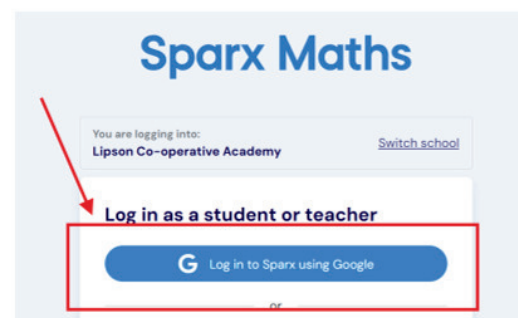 Sparx Maths
You are logging into:
Lipson Co-operative Academy
Switch school
Log in as a student or teacher
G Log in to Sparx using Google
or